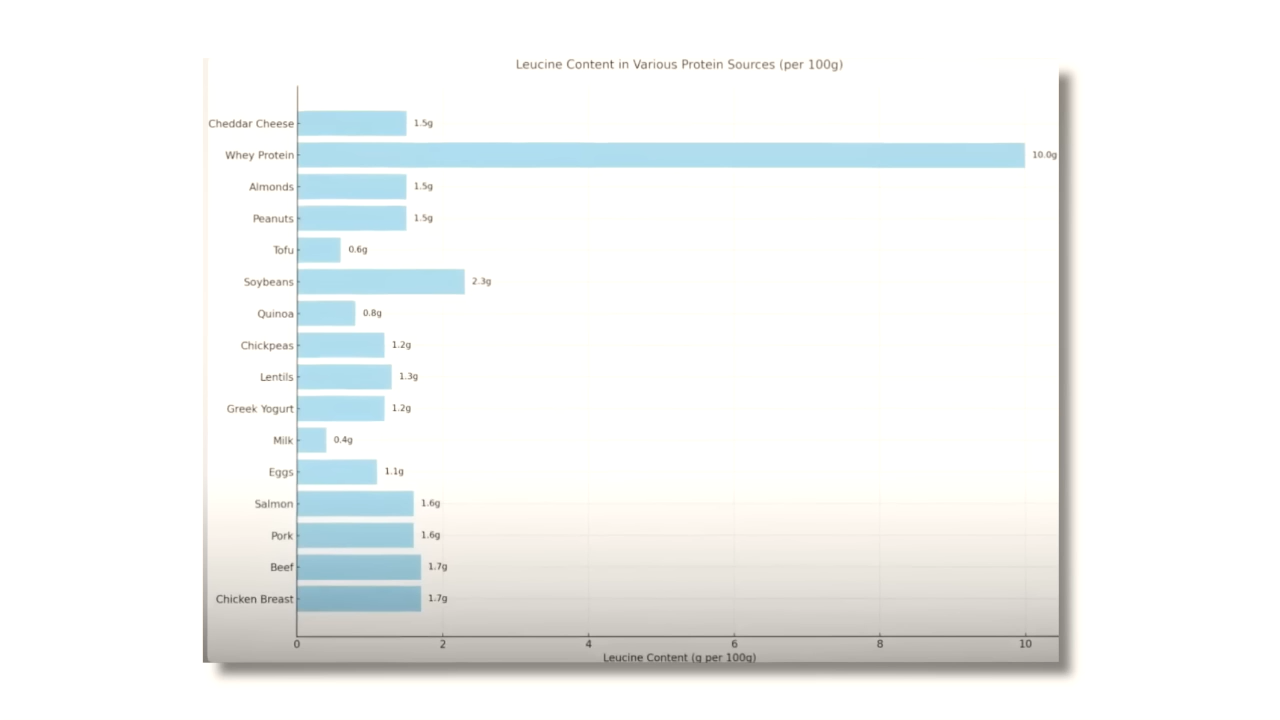 Leucine Content in Various Protein Sources (per 100g)
Cheddar Cheese 1.5g
Whey Protein 10.0g
Almonds 1.5g
Peanuts 1.5g
Tofu 0.6g
Soybeans 2.3g
Quinoa 0.8g
Chickpeas 1.2g
Lentils 1.3g
Greek Yogurt 1.2g
Milk 0.4g
Eggs 1.1g
Salmon 1.6g
Pork 1.6g
Beef 1.7g
Chicken Breast 1.7g
0 2 4 6 8 10
Leucine Content (g per 100g)